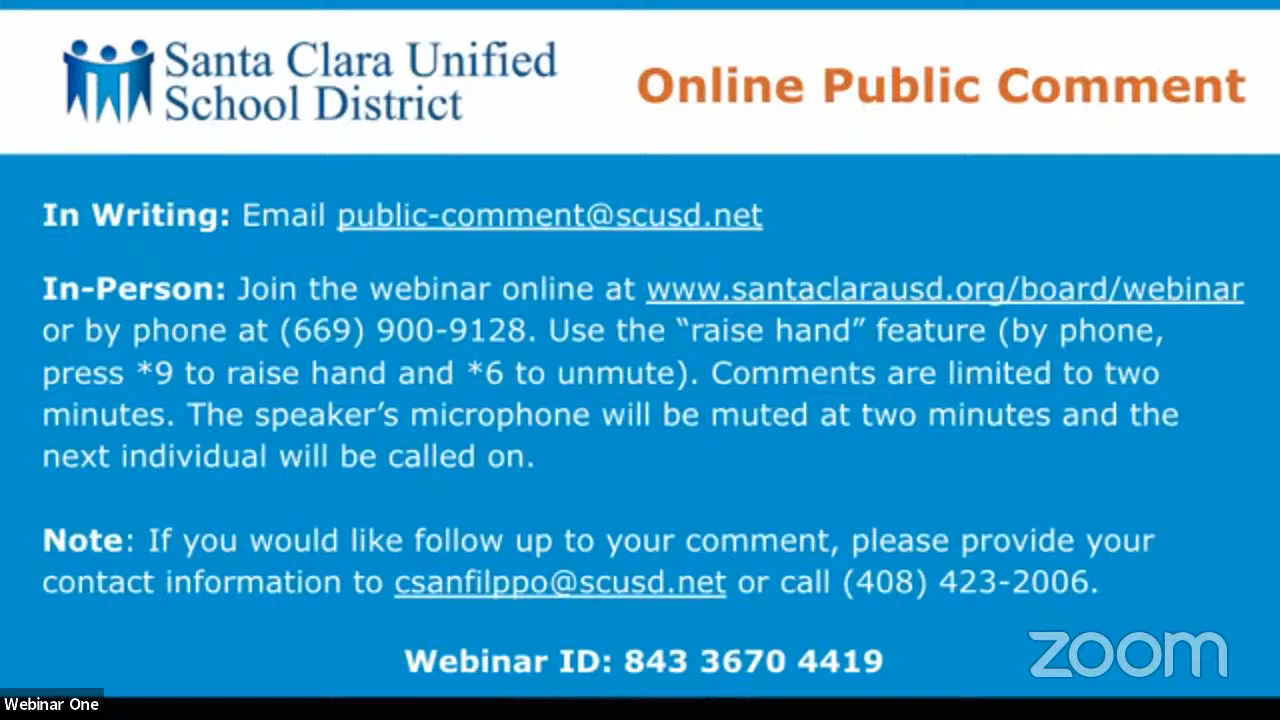 Santa Clara Unified
School District
Online Public Comment
In Writing: Email public-comment@scusd.net
In-Person: Join the webinar online at www.santaclarausd.org/board/webinar
or by phone at (669) 900-9128. Use the “raise hand” feature (by phone,
press *9 to raise hand and *6 to unmute). Comments are limited to two
minutes. The speaker’s microphone will be muted at two minutes and the
next individual will be called on.
Note: If you would like follow up to your comment, please provide your
contact information to csanfilppo@scusd.net or call (408) 423-2006.
Webinar ID: 843 3670 4419
zoom
Webinar One